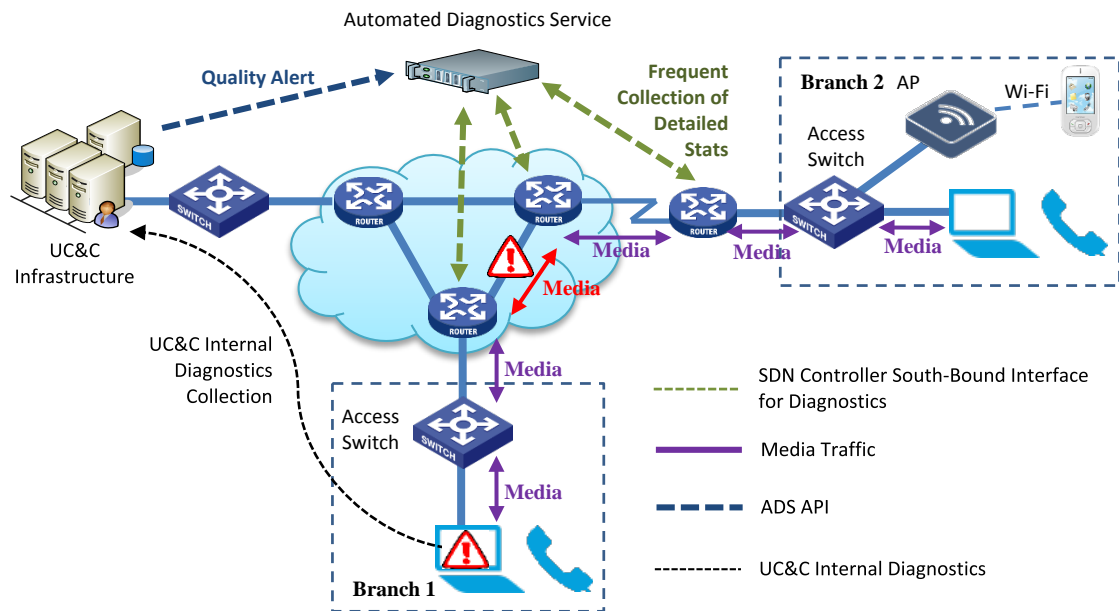 Automated Diagnostics Service
Quality Alert
Frequent
Collection of
Detailed
Stats
Branch 2
AP
Wi-Fi
Access
Switch
SWITCH
ROUTER
ROUTER
ROUTER
SWITCH
UC&C
Infrastructure
Media
Media
Media
Media
ROUTER
UC&C Internal
Diagnostics
Collection
Media
Access
Switch
SWITCH
Media
Branch 1
SDN Controller South-Bound Interface
for Diagnostics
Media Traffic
ADS API
UC&C Internal Diagnostics